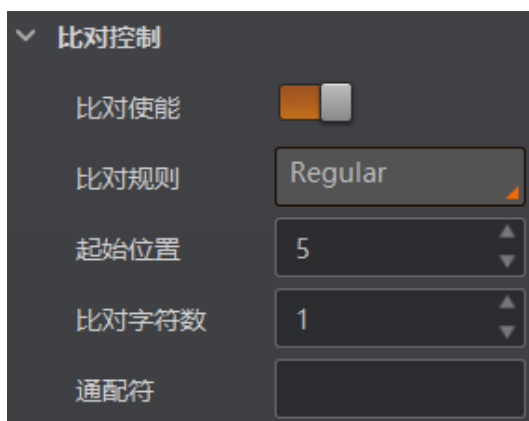 比对控制
比对使能
比对规则 Regular
起始位置 5
比对字符数 1
通配符